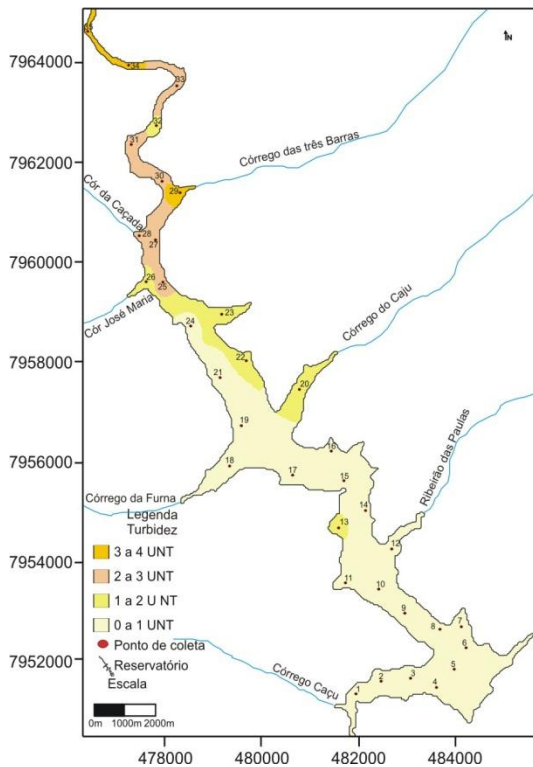 N
7964000
7962000
7960000
7958000
7956000
7954000
7952000
35
34
33
32
31
30
29
28
27
26
25
24
23
22
21
20
19
18
17
16
15
14
13
12
11
10
9
8
7
6
5
4
3
2
1
Córrego das três Barras
Cór da Caçada
Cór José Maria
Córrego do Caju
Ribeirão das Paulas
Córrego da Furna
Legenda
Turbidez
3 a 4 UNT
2 a 3 UNT
1 a 2 U NT
0 a 1 UNT
Ponto de coleta
Reservatório
Escala
0m 1000m 2000m
Córrego Caçu
478000 480000 482000 484000